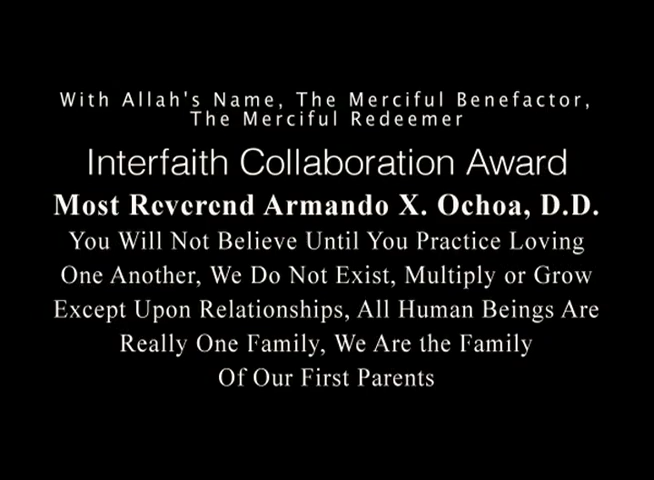 With Allah's Name, The Merciful Benefactor,
The Merciful Redeemer
Interfaith Collaboration Award
Most Reverend Armando X. Ochoa, D.D.
You Will Not Believe Until You Practice Loving
One Another, We Do Not Exist, Multiply or Grow
Except Upon Relationships, All Human Beings Are
Really One Family, We Are the Family
Of Our First Parents